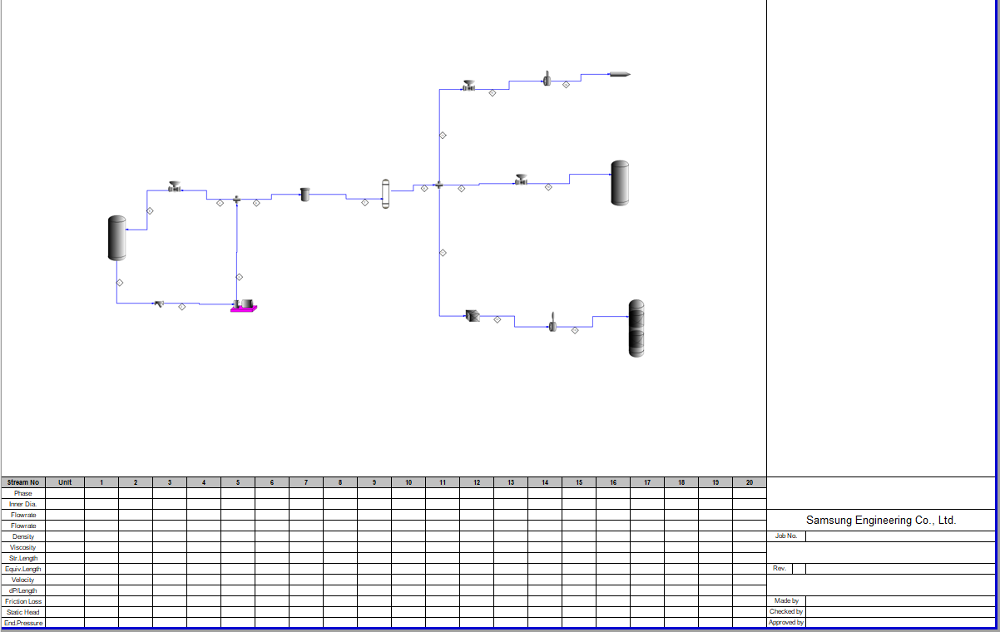 Stream No Unit 1 2 3 4 5 6 7 8 9 10 11 12 13 14 15 16 17 18 19 20
Phase
Inner Dia.
Flowrate
Flowrate
Density
Viscosity
Str.Length
Equiv.Length
Velocity
dP/Length
Friction Loss
Static Head
End.Pressure
Samsung Engineering Co., Ltd.
Job No.
Rev.
Made by
Checked by
Approved by